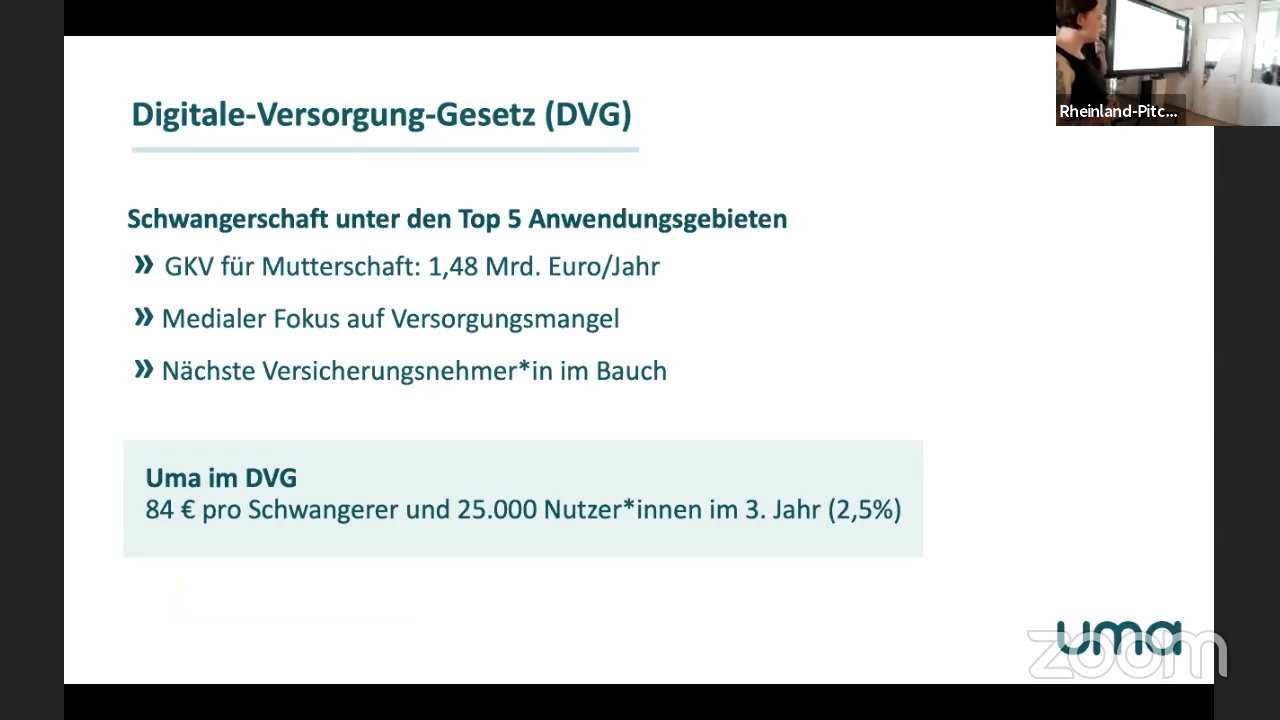 Rheinland-Pitc...
Digitale-Versorgung-Gesetz (DVG)
Schwangerschaft unter den Top 5 Anwendungsgebieten
» GKV für Mutterschaft: 1,48 Mrd. Euro/Jahr
» Medialer Fokus auf Versorgungsmangel
» Nächste Versicherungsnehmer*in im Bauch
Uma im DVG
84 € pro Schwangerer und 25.000 Nutzer*innen im 3. Jahr (2,5%)
uma
zoom